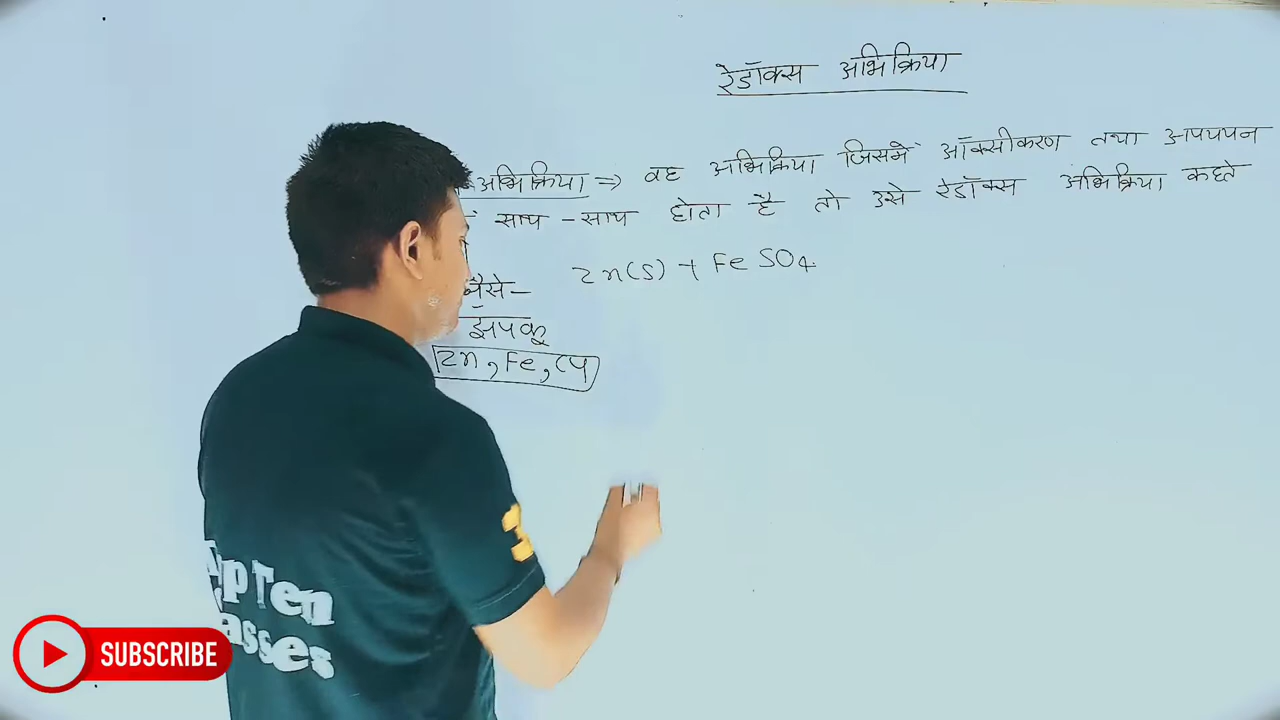 रेडॉक्स अभिक्रिया
अभिक्रिया => वह अभिक्रिया जिसमें ऑक्सीकरण तथा अपचयन
साथ - साथ होता है तो उसे रेडॉक्स अभिक्रिया कहते
जैसे - Zn(S) + FeSO4
Zn, Fe, Cu
Ten
asses
3
SUBSCRIBE